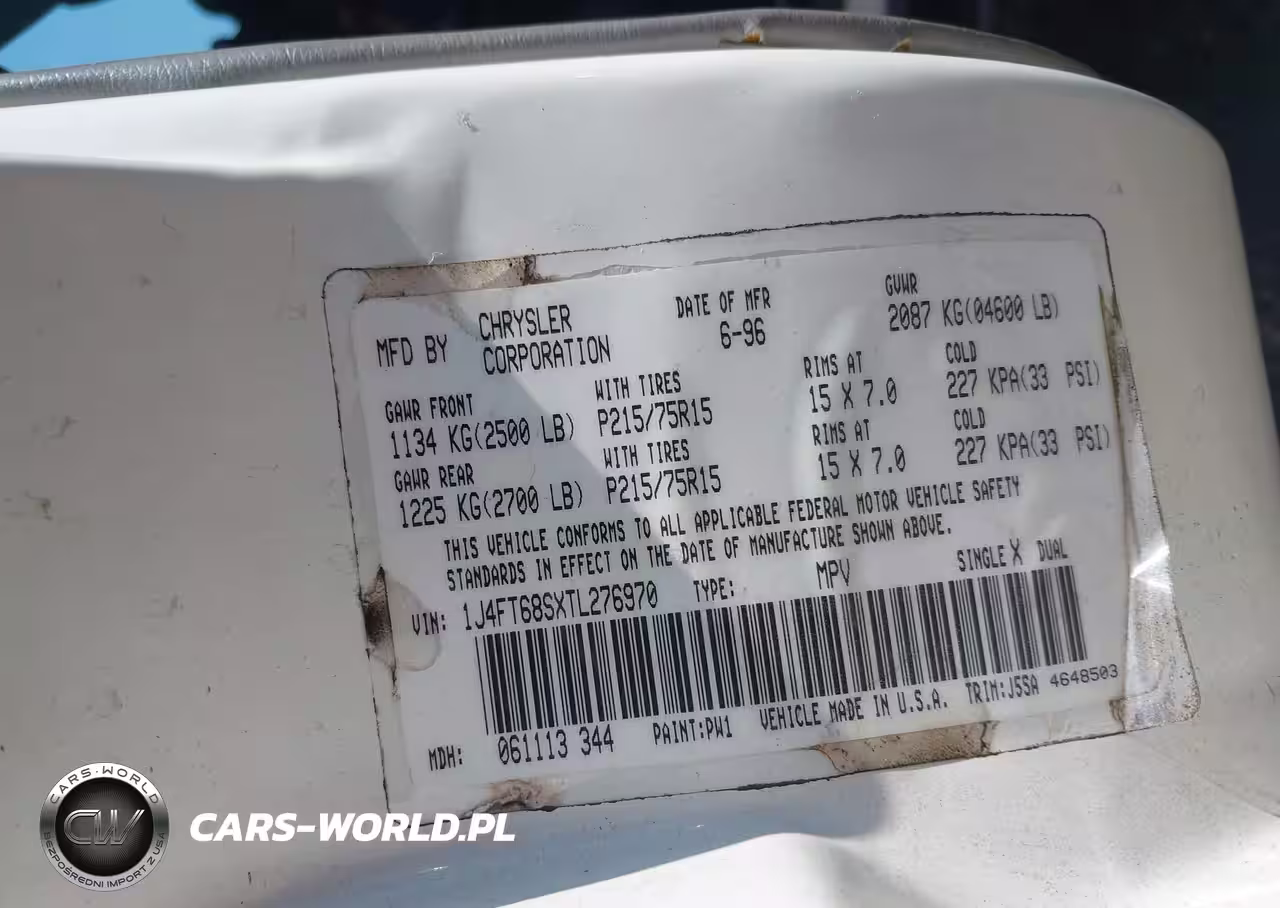 MFD BY CHRYSLER CORPORATION
DATE OF MFR 6-96
GVWR 2087 KG(04600 LB)
GAWR FRONT WITH TIRES RIMS AT COLD
1134 KG(2500 LB) P215/75R15 15 X 7.0 227 KPA(33 PSI)
GAWR REAR WITH TIRES RIMS AT COLD
1225 KG(2700 LB) P215/75R15 15 X 7.0 227 KPA(33 PSI)
THIS VEHICLE CONFORMS TO ALL APPLICABLE FEDERAL MOTOR VEHICLE SAFETY
STANDARDS IN EFFECT ON THE DATE OF MANUFACTURE SHOWN ABOVE.
VIN: 1J4FT68SXTL276970 TYPE: MPV SINGLE X DUAL
MDH: 061113 344 PAINT:PW1 VEHICLE MADE IN U.S.A. TRIM:J5SA 4648503
CARS-WORLD
CW
BEZPOŚREDNI IMPORT Z USA
CARS-WORLD.PL